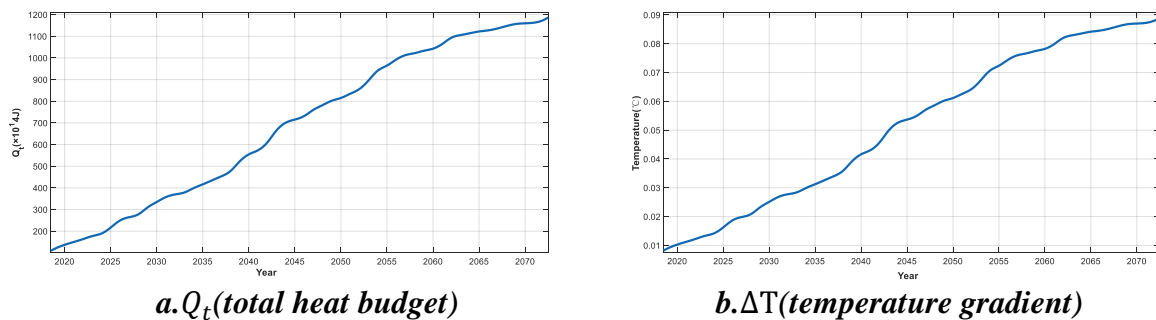 1200
1100
1000
900
800
700
600
500
400
300
200
Q_t(×10^14J)
2020 2025 2030 2035 2040 2045 2050 2055 2060 2065 2070
Year
a.Q_t(total heat budget)
0.09
0.08
0.07
0.06
0.05
0.04
0.03
0.02
0.01
Temperature(℃)
2020 2025 2030 2035 2040 2045 2050 2055 2060 2065 2070
Year
b.ΔT(temperature gradient)